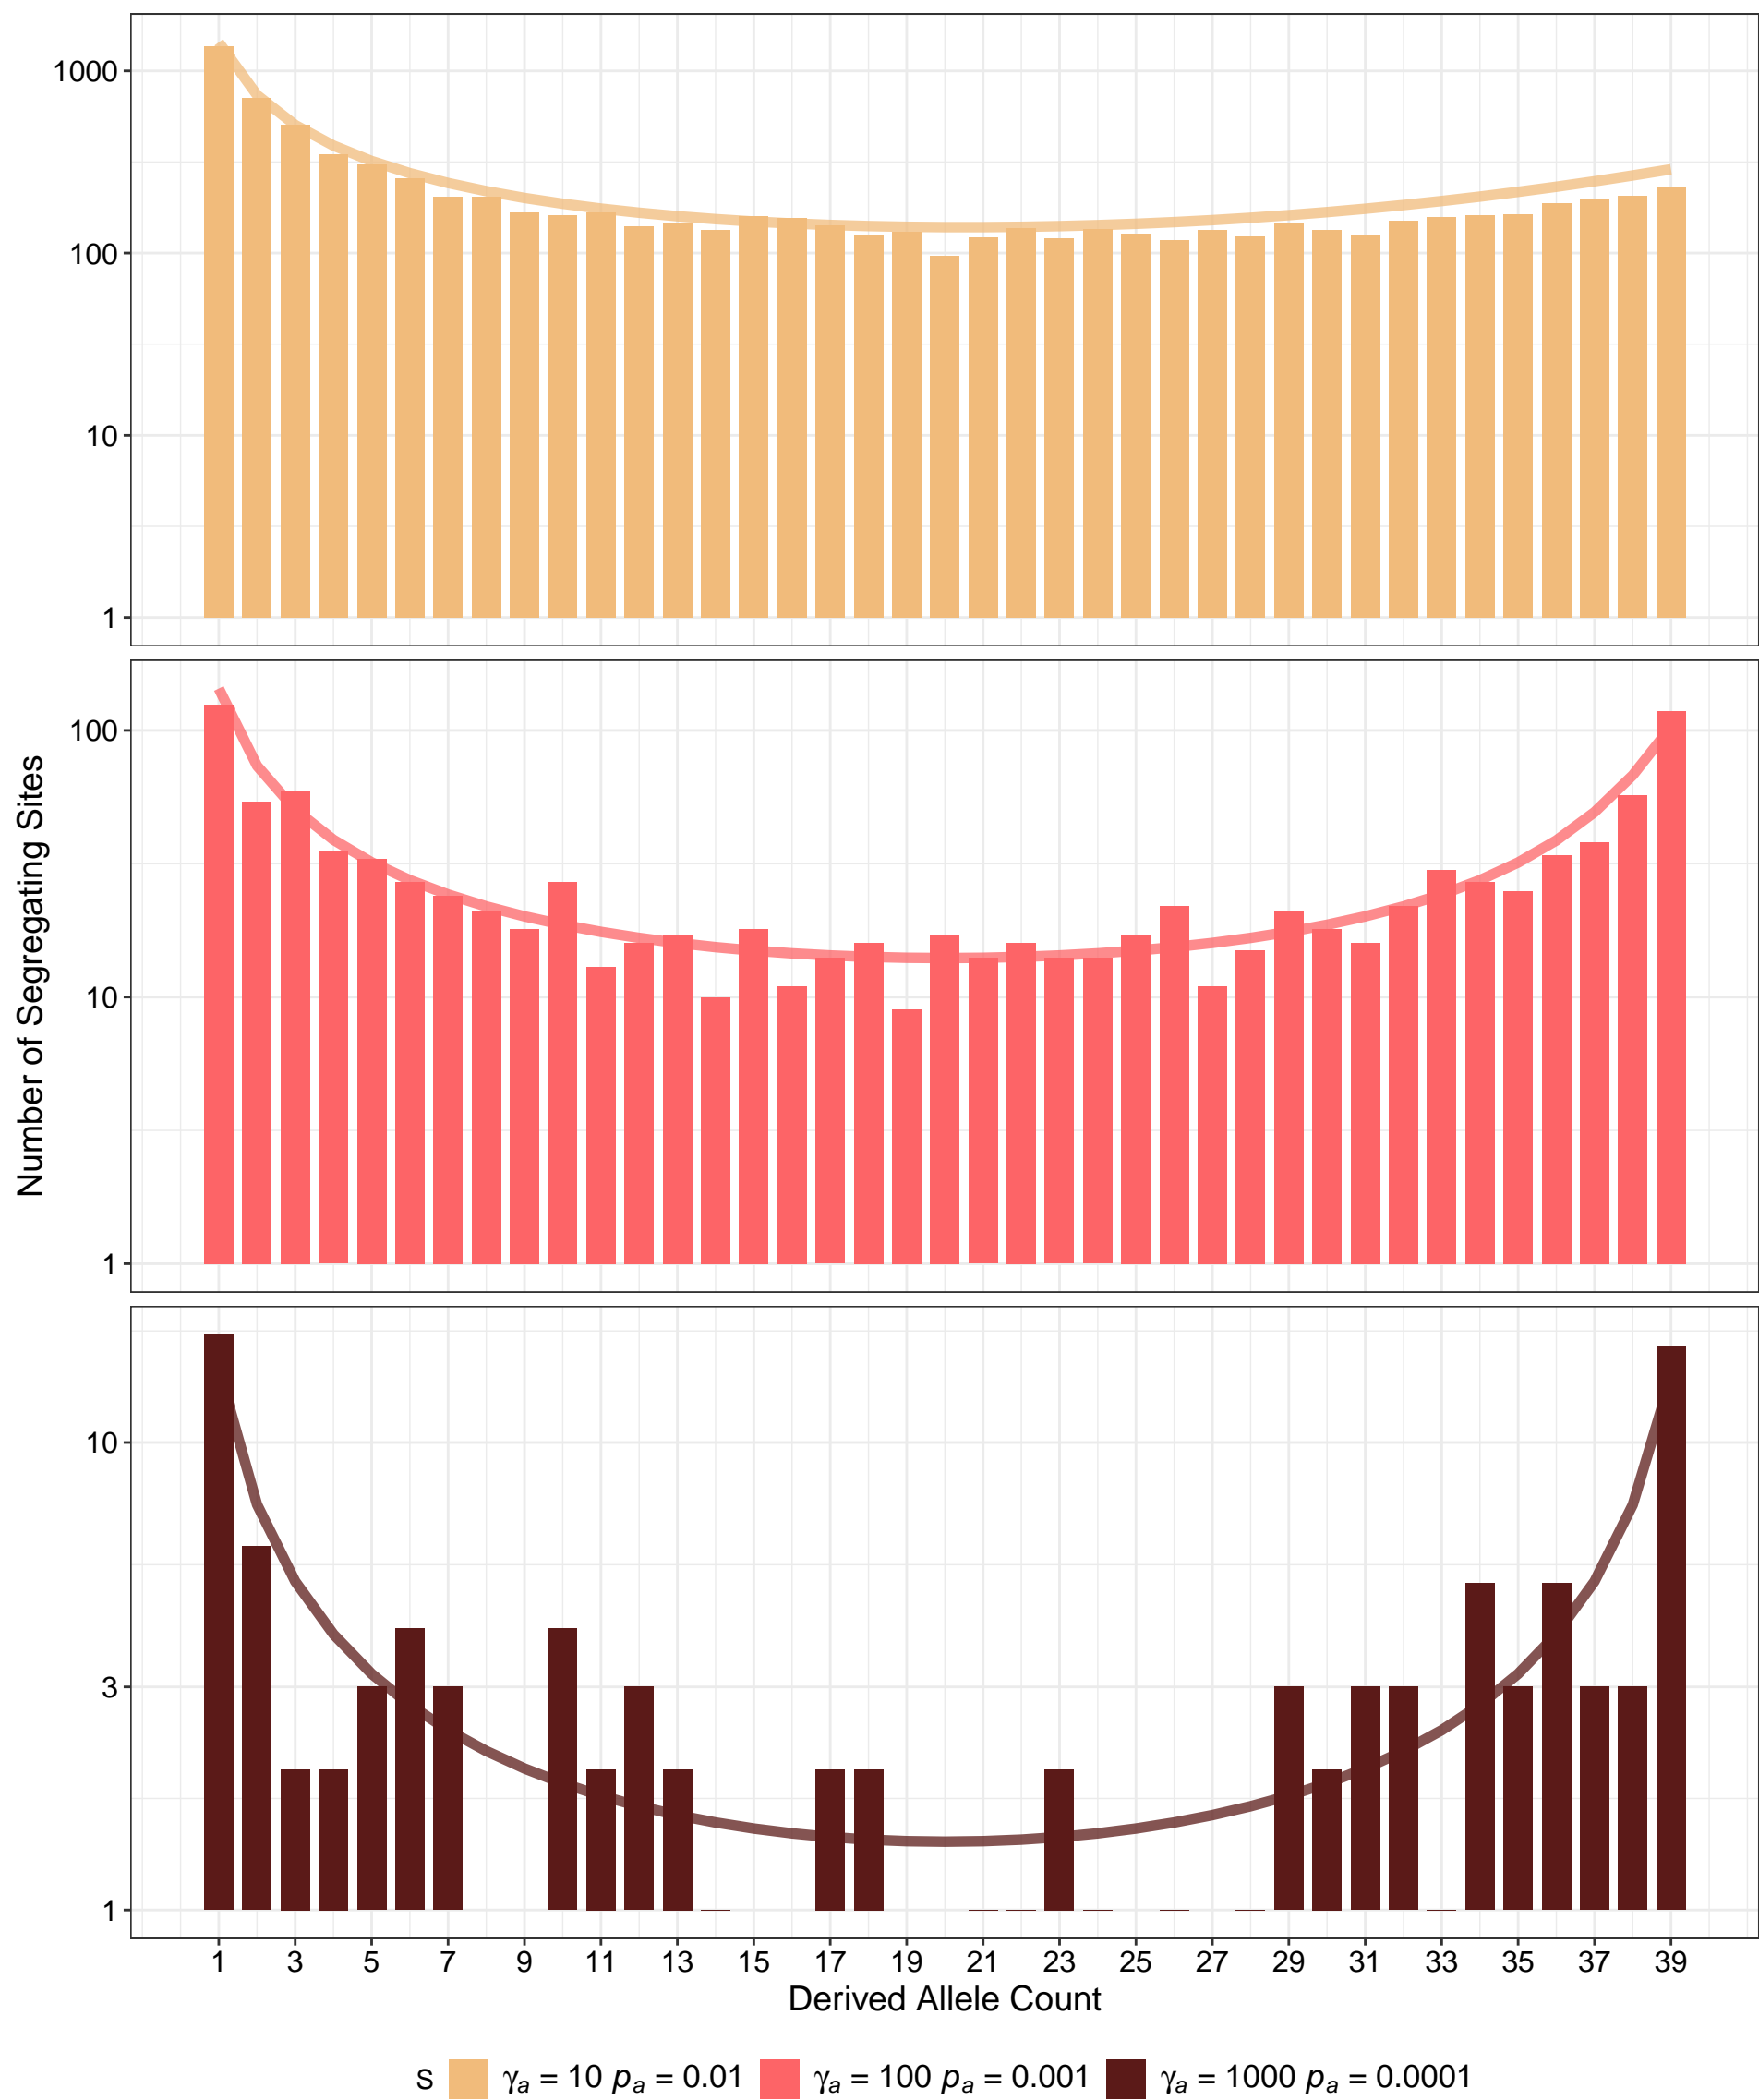 1000
100
10
1
Number of Segregating Sites
100
10
1
10
3
1
1 3 5 7 9 11 13 15 17 19 21 23 25 27 29 31 33 35 37 39
Derived Allele Count
s γa = 10 pa = 0.01 γa = 100 pa = 0.001 γa = 1000 pa = 0.0001